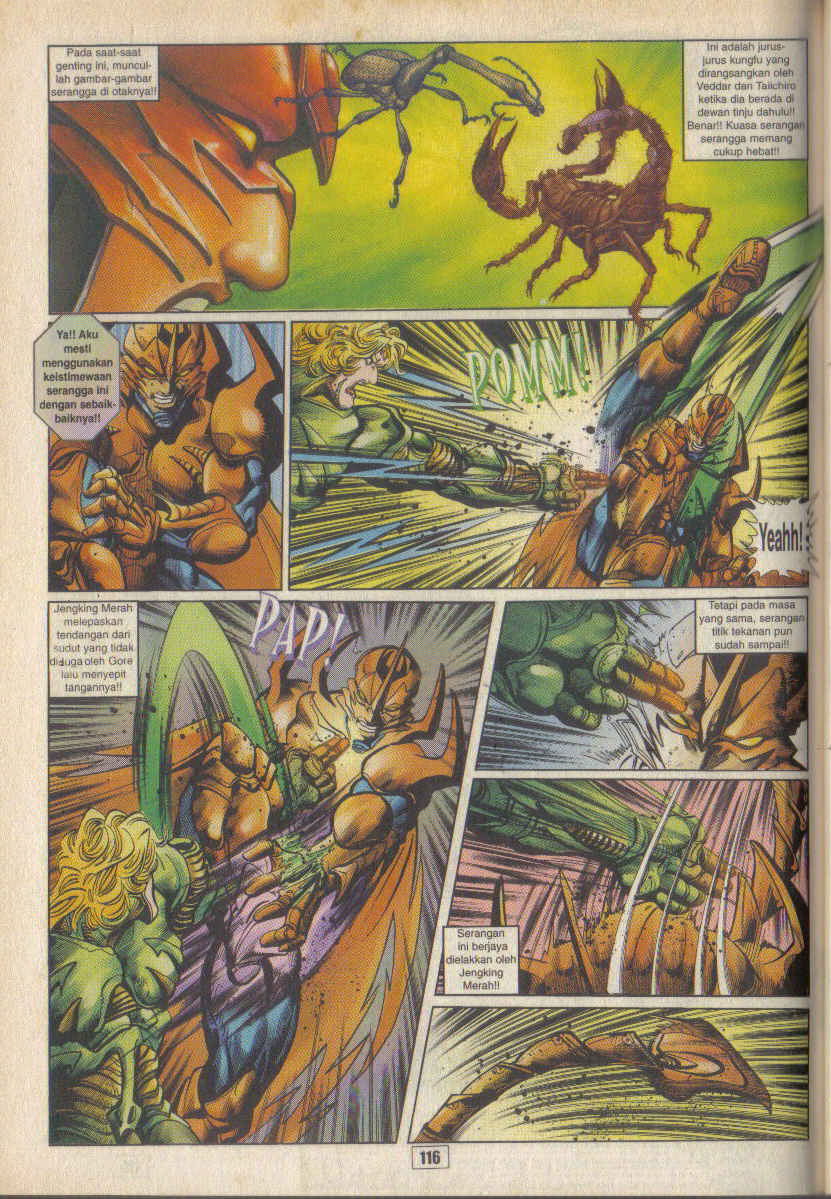 Pada saat-saat
genting ini, muncul-
lah gambar-gambar
serangga di otaknya!!
Ini adalah jurus-
jurus kungfu yang
dirangsangkan oleh
Veddar dan Taiichiro
ketika dia berada di
dewan tinju dahulu!!
Benar!! Kuasa serangan
serangga memang
cukup hebat!!
Ya!! Aku
mesti
menggunakan
keistimewaan
serangga ini
dengan sebaik-
baiknya!!
POMM!
Yeahh!
Jengking Merah
melepaskan
tendangan dari
sudut yang tidak
diduga oleh Gore
lalu menyepit
tangannya!!
PAP!
Tetapi pada masa
yang sama, serangan
titik tekanan pun
sudah sampai!!
Serangan
ini berjaya
dielakkan oleh
Jengking
Merah!!
116